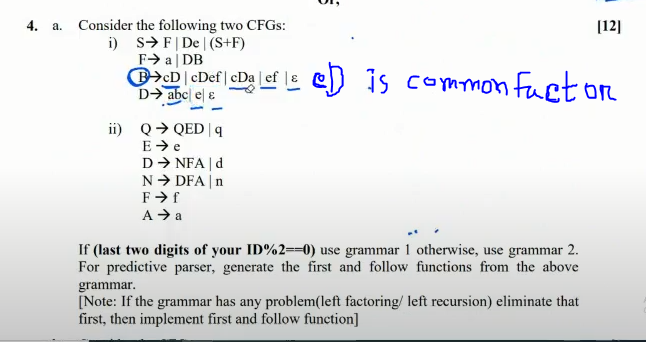 Or,
4. a. Consider the following two CFGs: [12]
i) S→ F | De | (S+F)
F→ a | DB
B→cD | cDef | cDa | ef | ε cD is common factor
D→ abc| e| ε
ii) Q → QED | q
E → e
D → NFA | d
N → DFA | n
F → f
A → a
If (last two digits of your ID%2==0) use grammar 1 otherwise, use grammar 2.
For predictive parser, generate the first and follow functions from the above
grammar.
[Note: If the grammar has any problem(left factoring/ left recursion) eliminate that
first, then implement first and follow function]